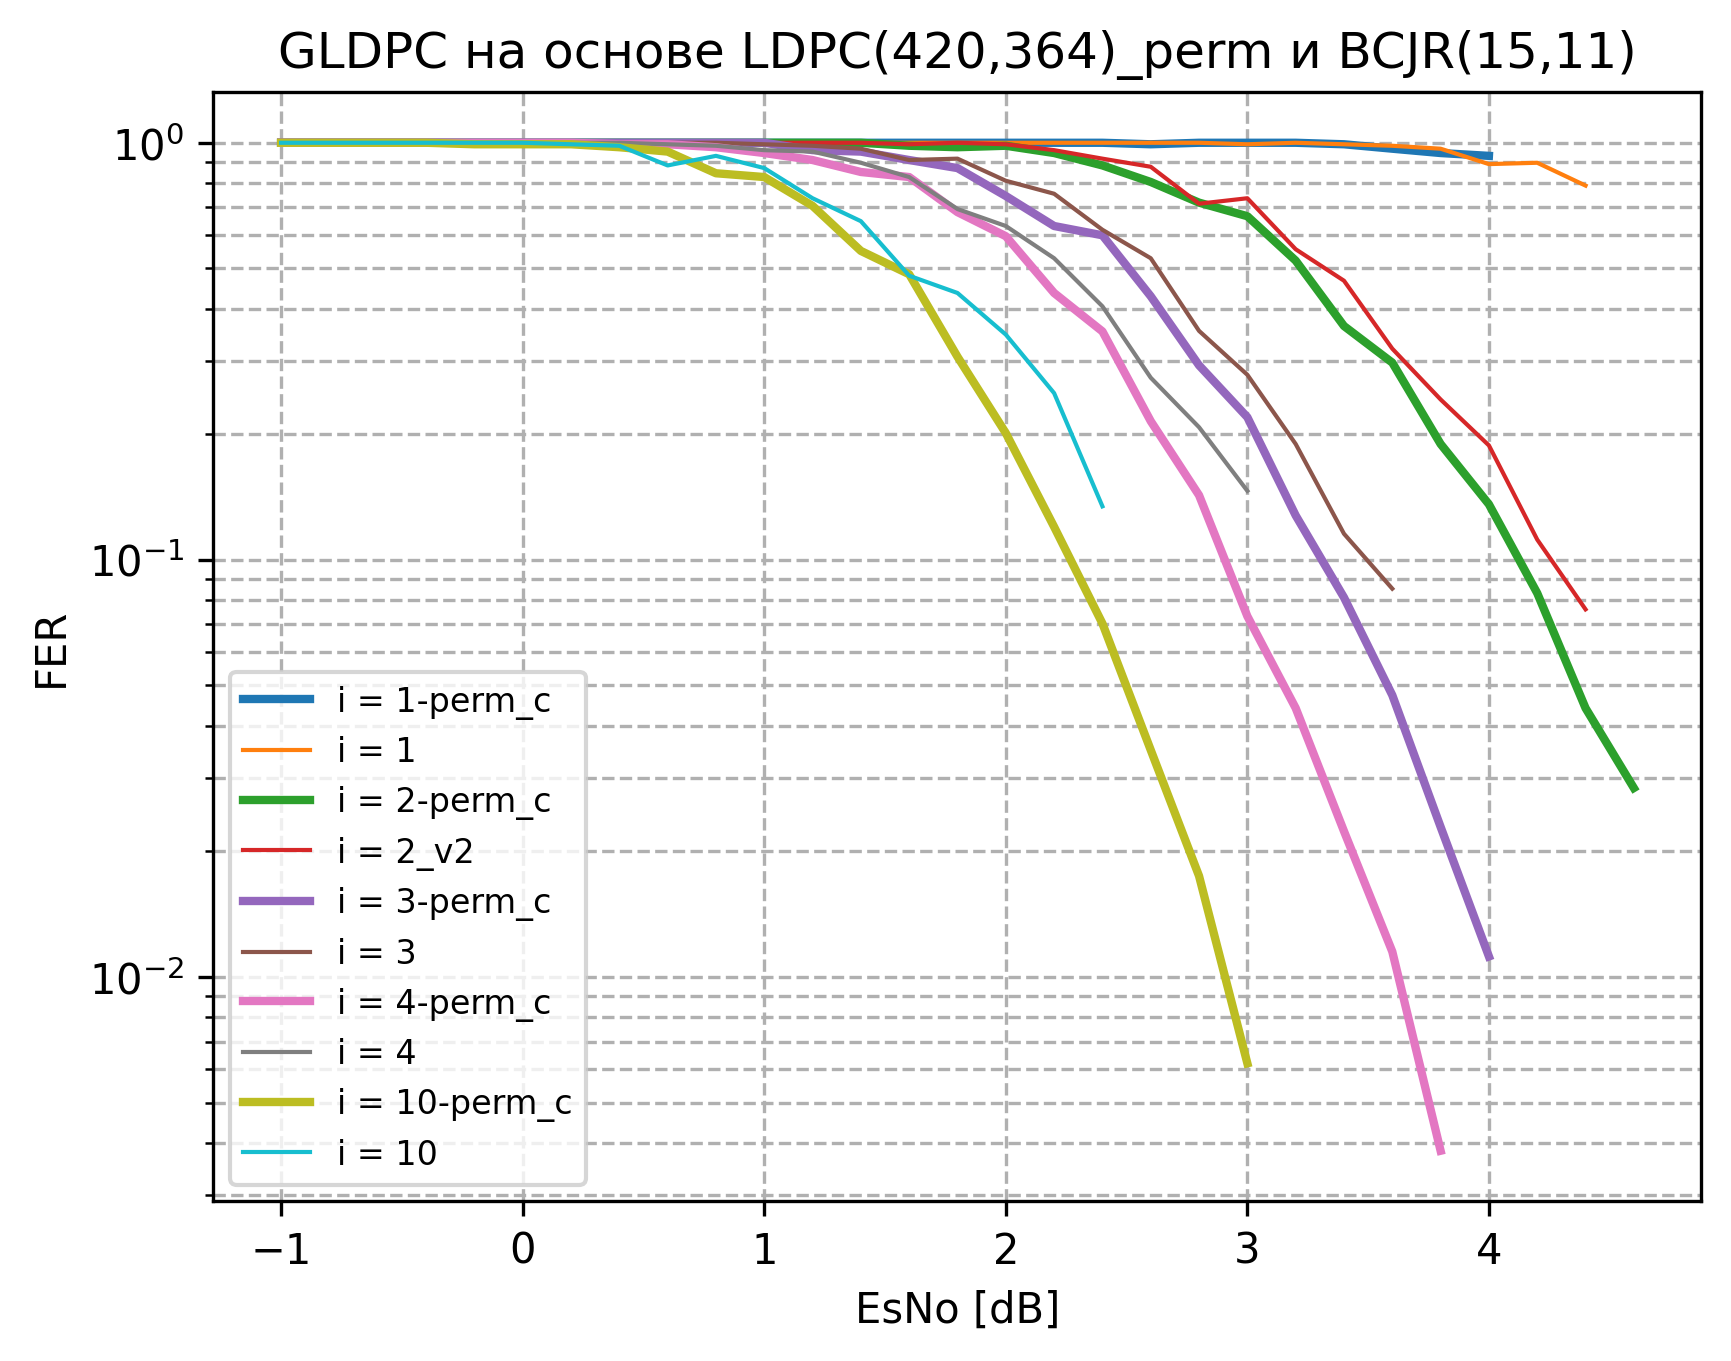 GLDPC на основе LDPC(420,364)_perm и BCJR(15,11)
10⁰
10⁻¹
10⁻²
FER
i = 1-perm_c
i = 1
i = 2-perm_c
i = 2_v2
i = 3-perm_c
i = 3
i = 4-perm_c
i = 4
i = 10-perm_c
i = 10
−1 0 1 2 3 4
EsNo [dB]